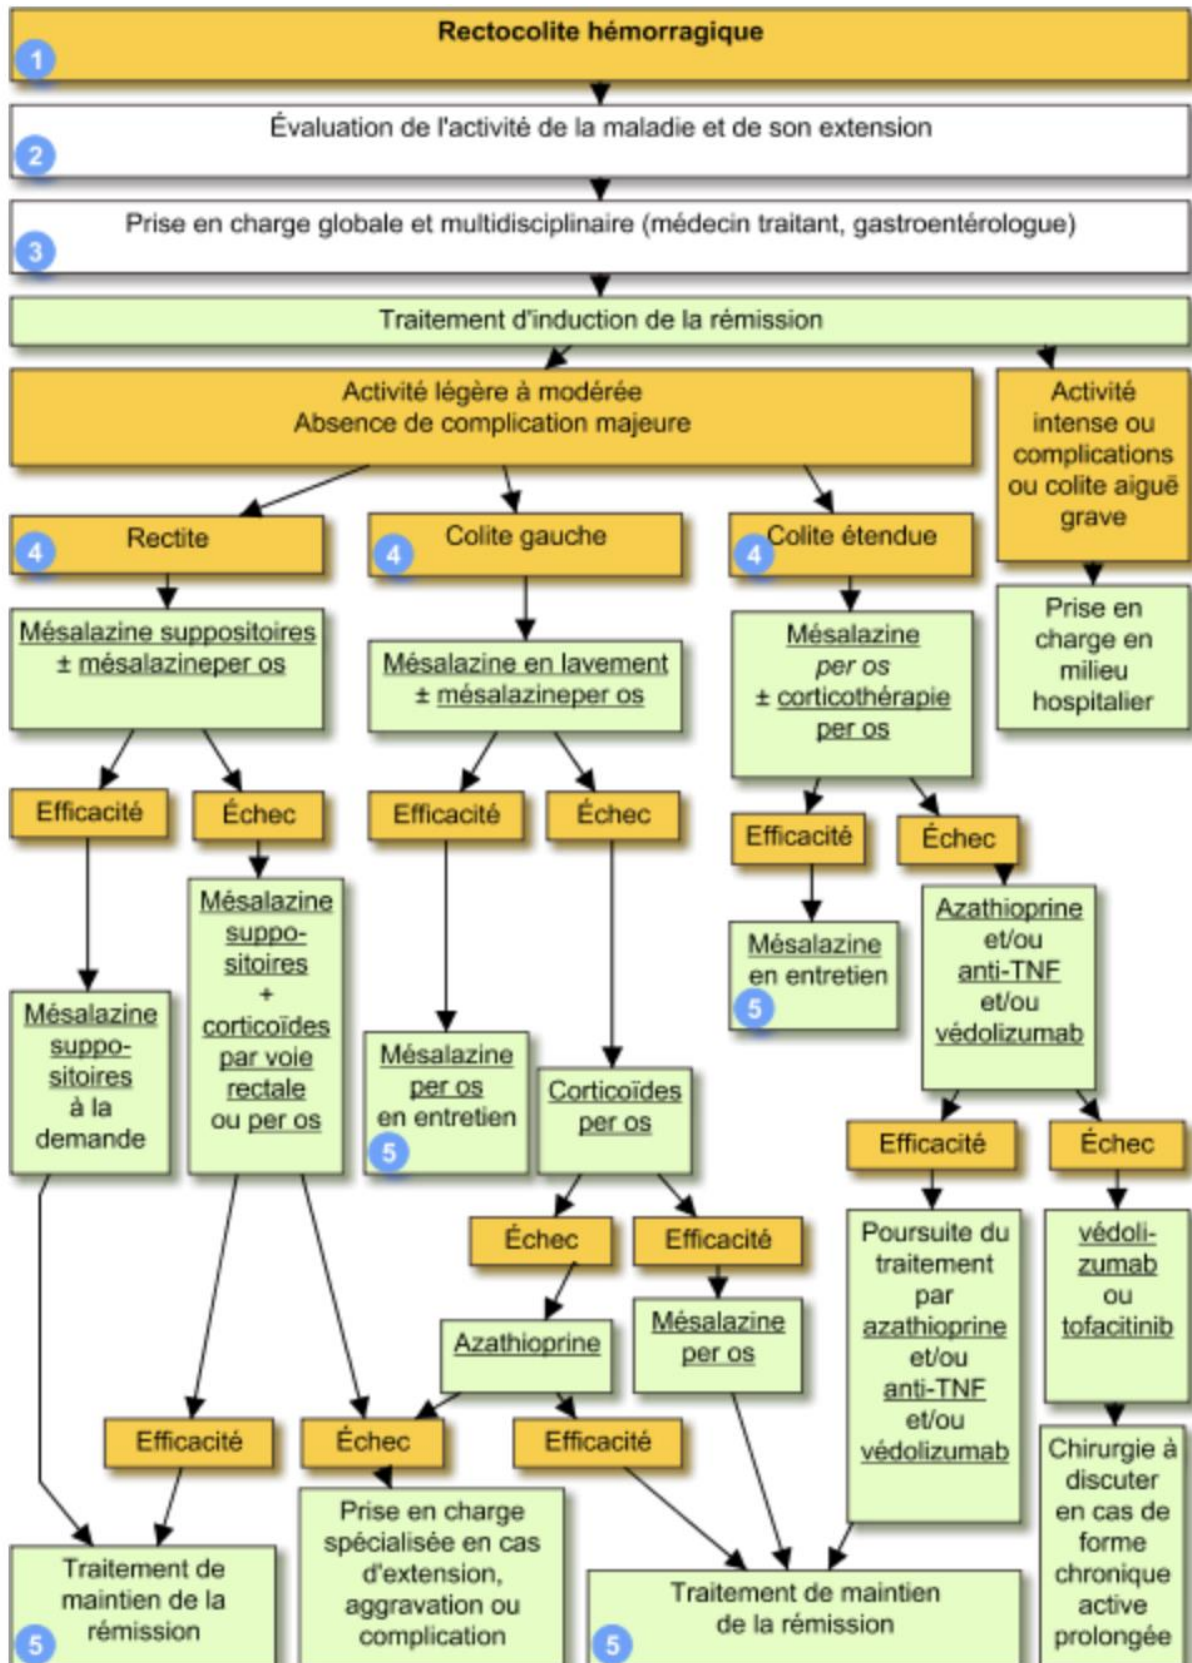 Rectocolite hémorragique
1
Évaluation de l'activité de la maladie et de son extension
2
Prise en charge globale et multidisciplinaire (médecin traitant, gastroentérologue)
3
Traitement d'induction de la rémission
Activité légère à modérée
Absence de complication majeure
Activité
intense ou
complications
ou colite aiguë
grave
Rectite
4
Colite gauche
4
Colite étendue
4
Prise en
charge en
milieu
hospitalier
Mésalazine suppositoires
± mésalazineper os
Mésalazine en lavement
± mésalazineper os
Mésalazine
per os
± corticothérapie
per os
Efficacité
Échec
Efficacité
Échec
Efficacité
Échec
Mésalazine
suppo-
sitoires
à la
demande
Mésalazine
suppo-
sitoires
+
corticoïdes
par voie
rectale
ou per os
Mésalazine
per os
en entretien
5
Corticoïdes
per os
Mésalazine
en entretien
5
Azathioprine
et/ou
anti-TNF
et/ou
védolizumab
Efficacité
Échec
Échec
Efficacité
Azathioprine
Mésalazine
per os
Poursuite du
traitement
par
azathioprine
et/ou
anti-TNF
et/ou
védolizumab
védoli-
zumab
ou
tofacitinib
Efficacité
Échec
Efficacité
Traitement de
maintien de la
rémission
5
Prise en charge
spécialisée en cas
d'extension,
aggravation ou
complication
Traitement de maintien
de la rémission
5
Chirurgie à
discuter
en cas de
forme
chronique
active
prolongée